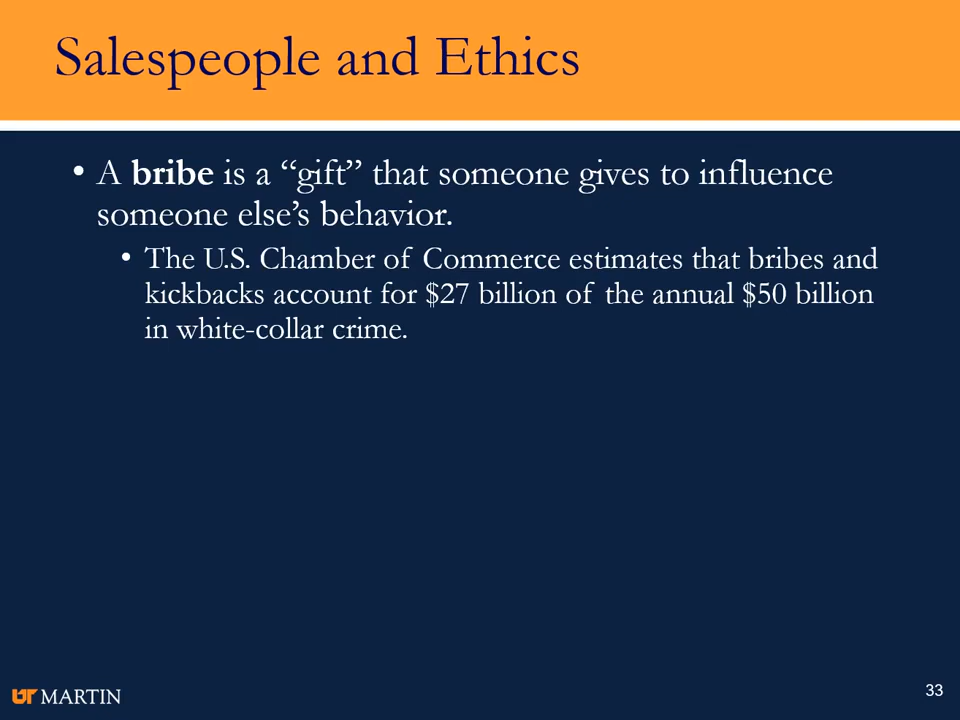 Salespeople and Ethics
• A bribe is a “gift” that someone gives to influence
someone else’s behavior.
• The U.S. Chamber of Commerce estimates that bribes and
kickbacks account for $27 billion of the annual $50 billion
in white-collar crime.
UT MARTIN
33